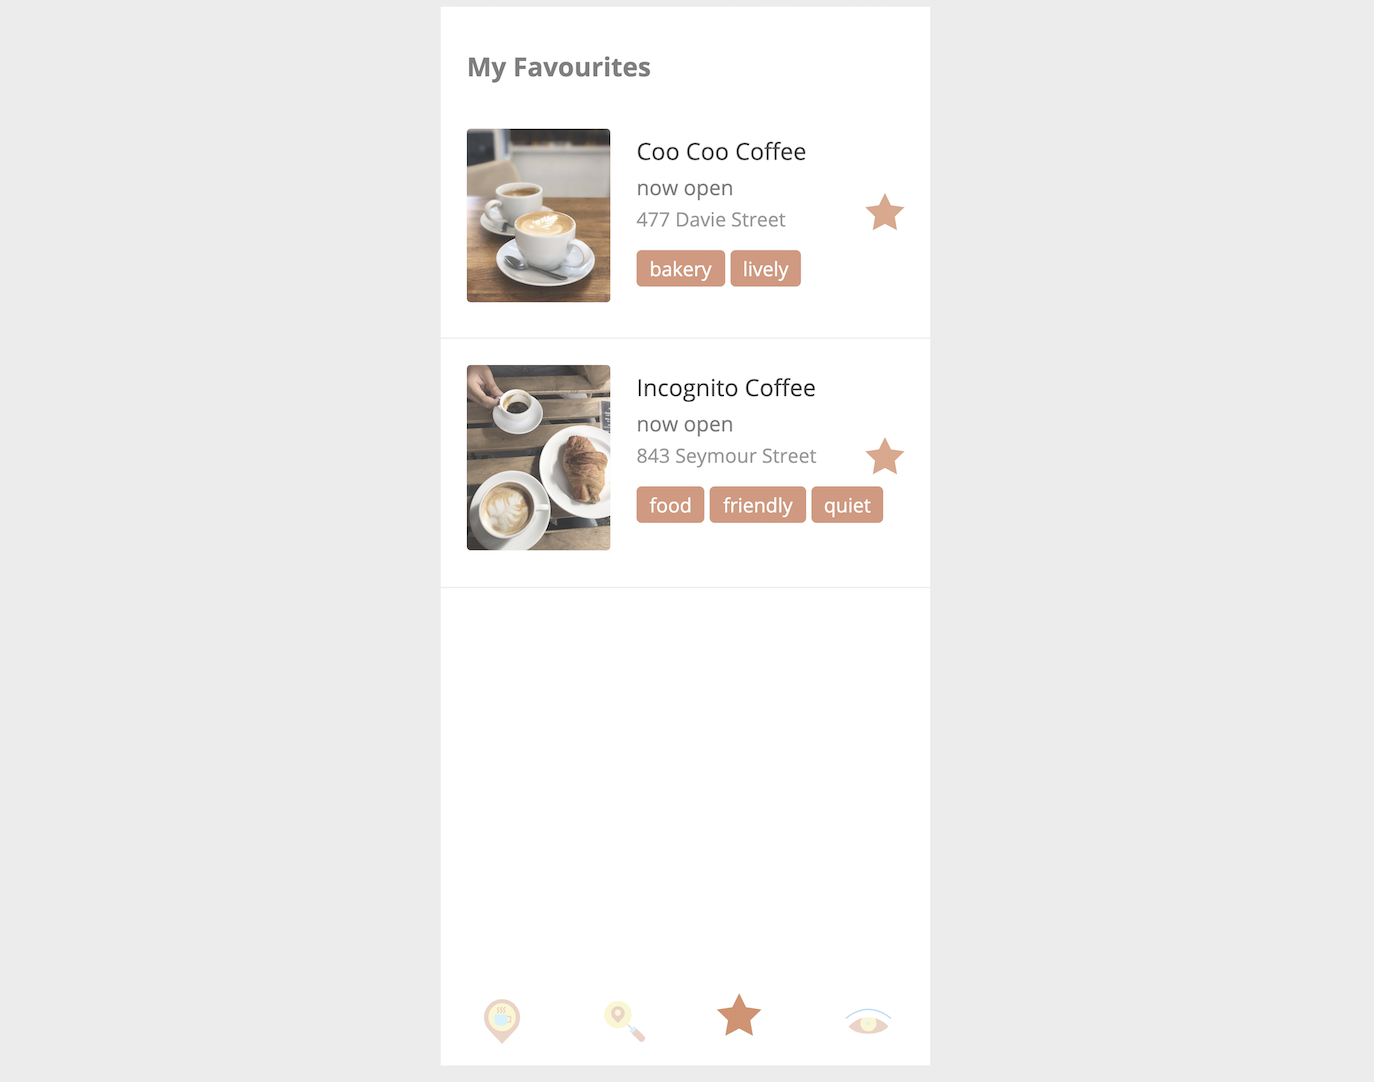 My Favourites
Coo Coo Coffee
now open
477 Davie Street
bakery lively
Incognito Coffee
now open
843 Seymour Street
food friendly quiet